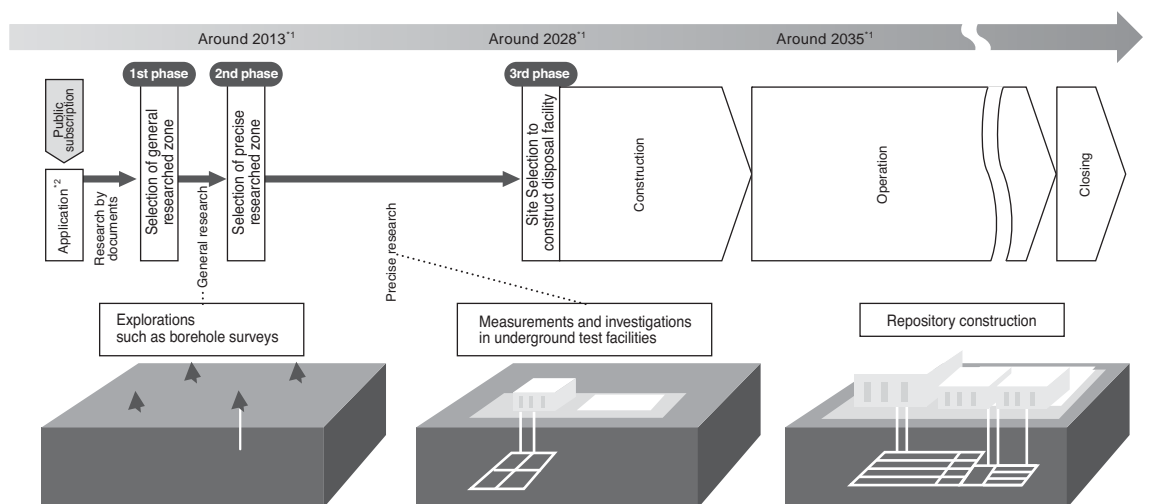 Around 2013*1
Around 2028*1
Around 2035*1
1st phase
2nd phase
3rd phase
Public
subscription
Application*2
Research by
documents
Selection of general
researched zone
General research
Selection of precise
researched zone
Precise research
Site Selection to
construct disposal facility
Construction
Operation
Closing
Explorations
such as borehole surveys
Measurements and investigations
in underground test facilities
Repository construction